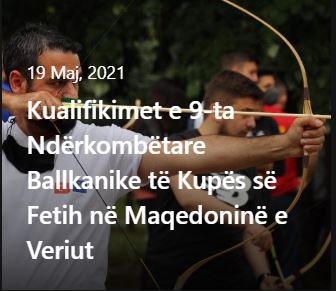 19 Maj, 2021
Kualifikimet e 9-ta
Ndërkombëtare
Ballkanike të Kupës së
Fetih në Maqedoninë e
Veriut